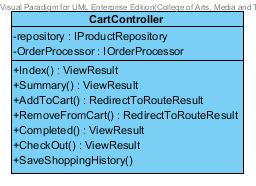 Visual Paradigm for UML Enterprise Edition(College of Arts, Media and T
CartController
-repository : IProductRepository
-OrderProcessor : IOrderProcessor
+Index() : ViewResult
+Summary() : ViewResult
+AddToCart() : RedirectToRouteResult
+RemoveFromCart() : RedirectToRouteResult
+Completed() : ViewResult
+CheckOut() : ViewResult
+SaveShoppingHistory()